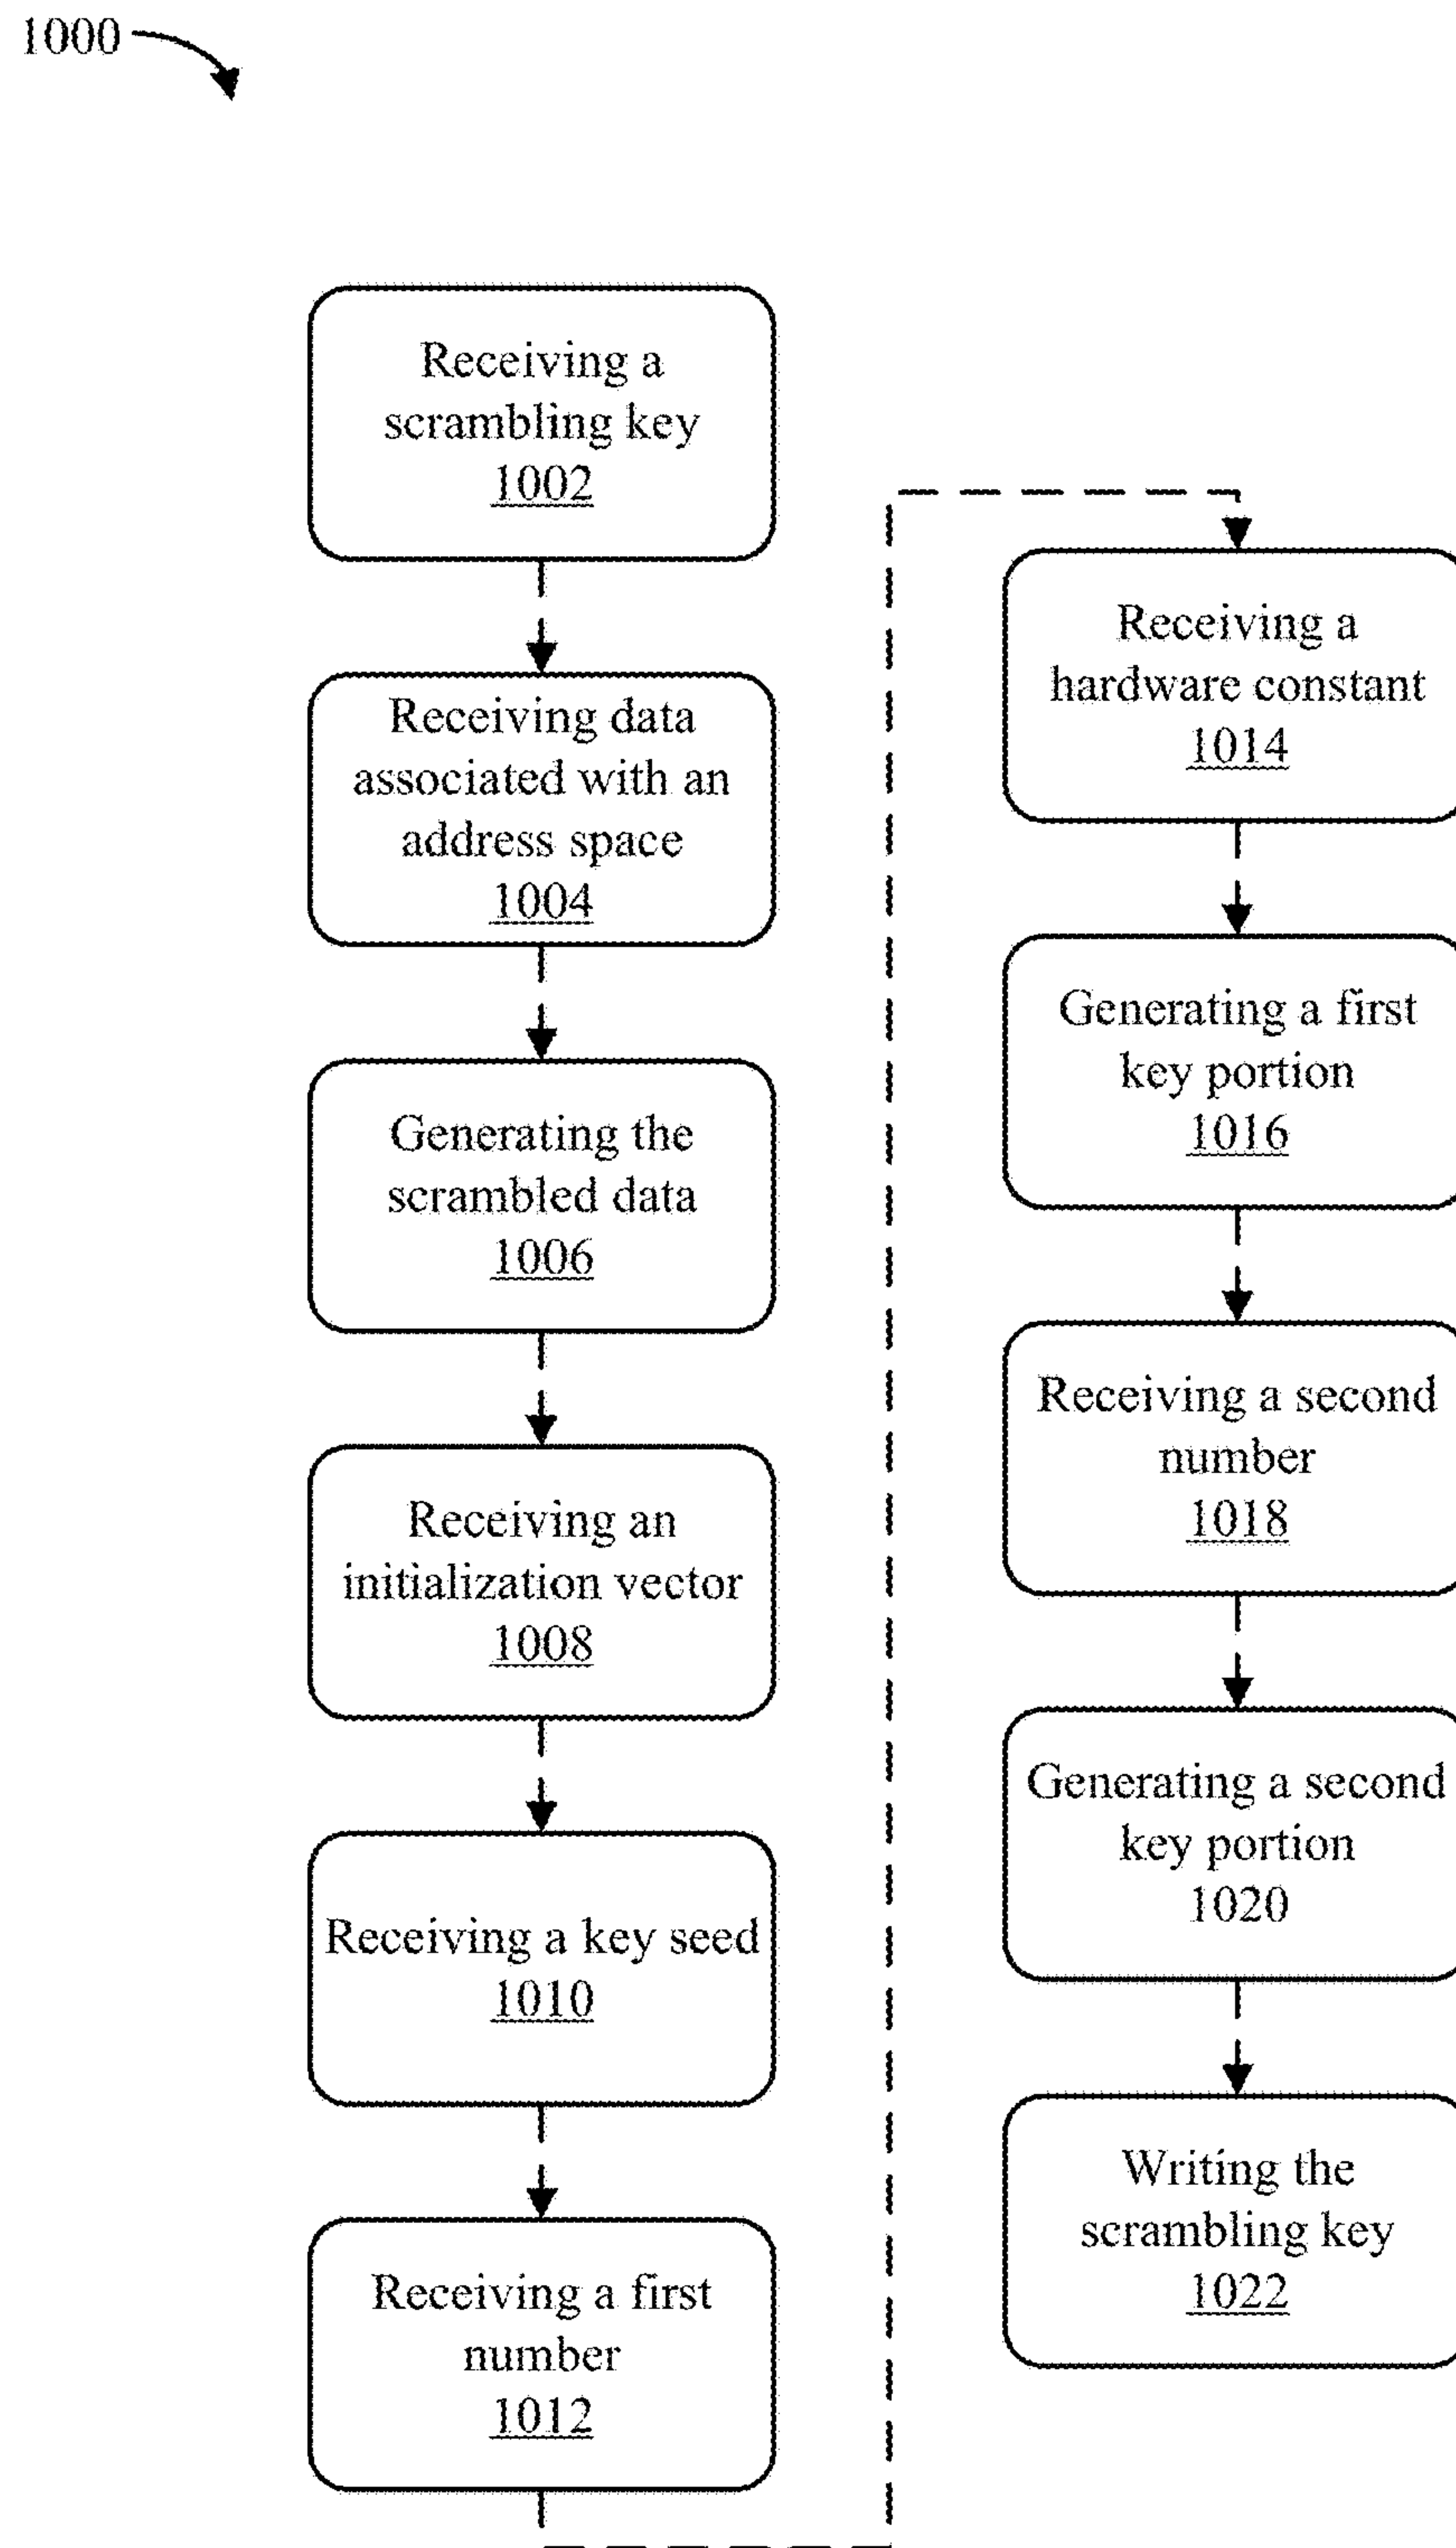 1000
Receiving a
scrambling key
1002
Receiving data
associated with an
address space
1004
Generating the
scrambled data
1006
Receiving an
initialization vector
1008
Receiving a key seed
1010
Receiving a first
number
1012
Receiving a
hardware constant
1014
Generating a first
key portion
1016
Receiving a second
number
1018
Generating a second
key portion
1020
Writing the
scrambling key
1022